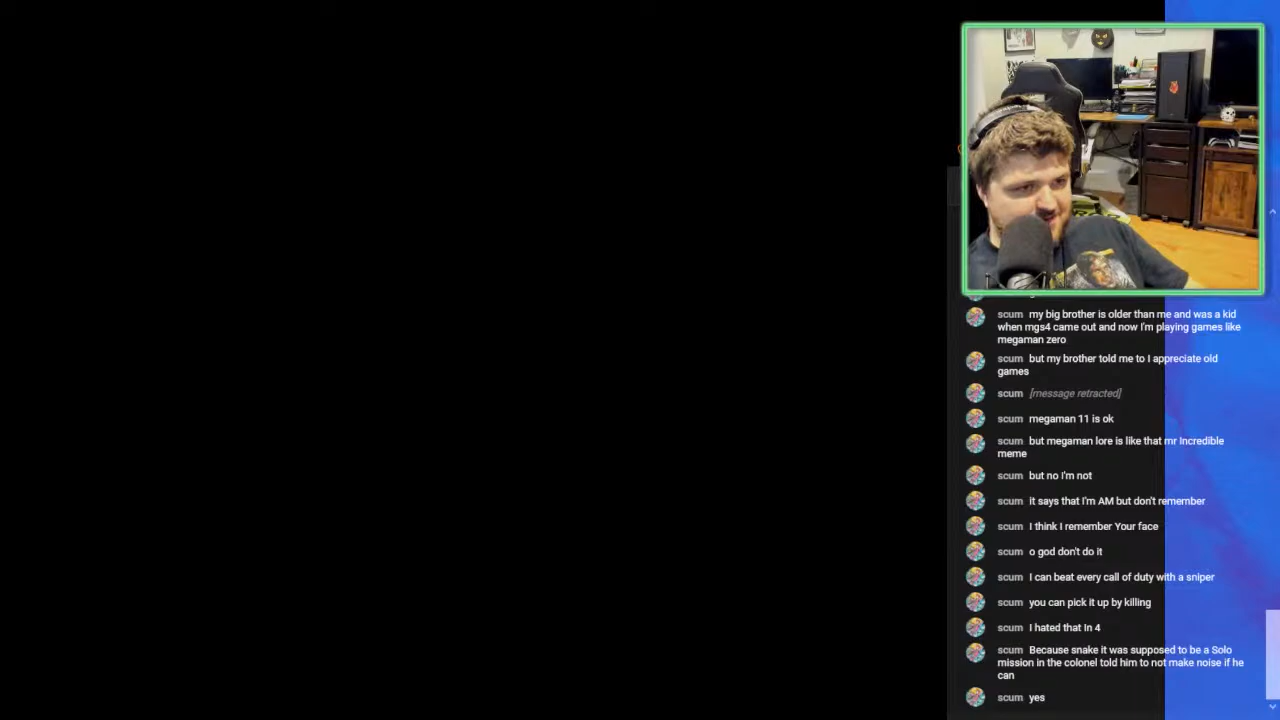 scum my big brother is older than me and was a kid
when mgs4 came out and now I'm playing games like
megaman zero
scum but my brother told me to I appreciate old
games
scum [message retracted]
scum megaman 11 is ok
scum but megaman lore is like that mr Incredible
meme
scum but no I'm not
scum it says that I'm AM but don't remember
scum I think I remember Your face
scum o god don't do it
scum I can beat every call of duty with a sniper
scum you can pick it up by killing
scum I hated that In 4
scum Because snake it was supposed to be a Solo
mission in the colonel told him to not make noise if he
can
scum yes